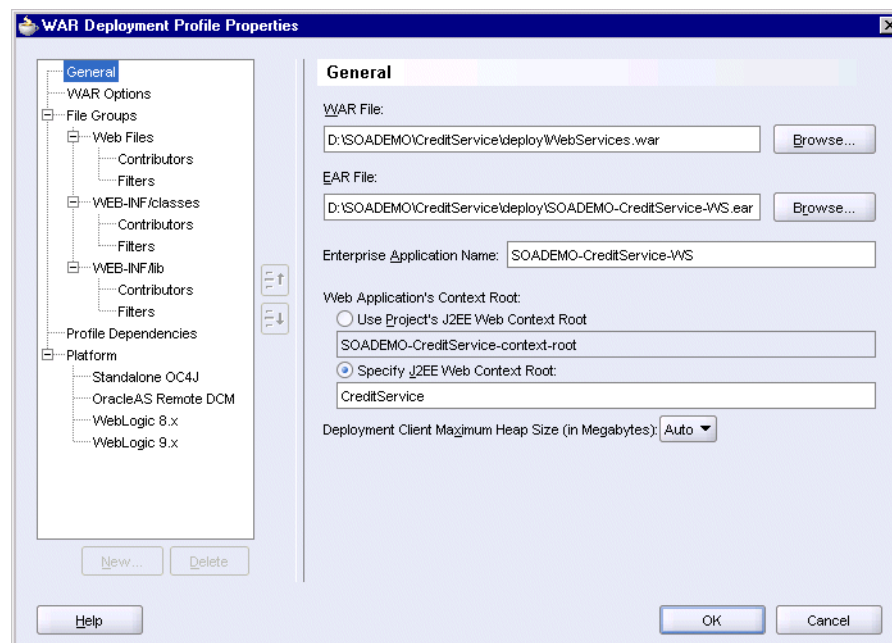 WAR Deployment Profile Properties
General
WAR Options
File Groups
Web Files
Contributors
Filters
WEB-INF/classes
Contributors
Filters
WEB-INF/lib
Contributors
Filters
Profile Dependencies
Platform
Standalone OC4J
OracleAS Remote DCM
WebLogic 8.x
WebLogic 9.x
New...
Delete
General
WAR File:
D:\SOADEMO\CreditService\deploy\WebServices.war
Browse...
EAR File:
D:\SOADEMO\CreditService\deploy\SOADEMO-CreditService-WS.ear
Browse...
Enterprise Application Name: SOADEMO-CreditService-WS
Web Application's Context Root:
Use Project's J2EE Web Context Root
SOADEMO-CreditService-context-root
Specify J2EE Web Context Root:
CreditService
Deployment Client Maximum Heap Size (in Megabytes): Auto
Help
OK
Cancel